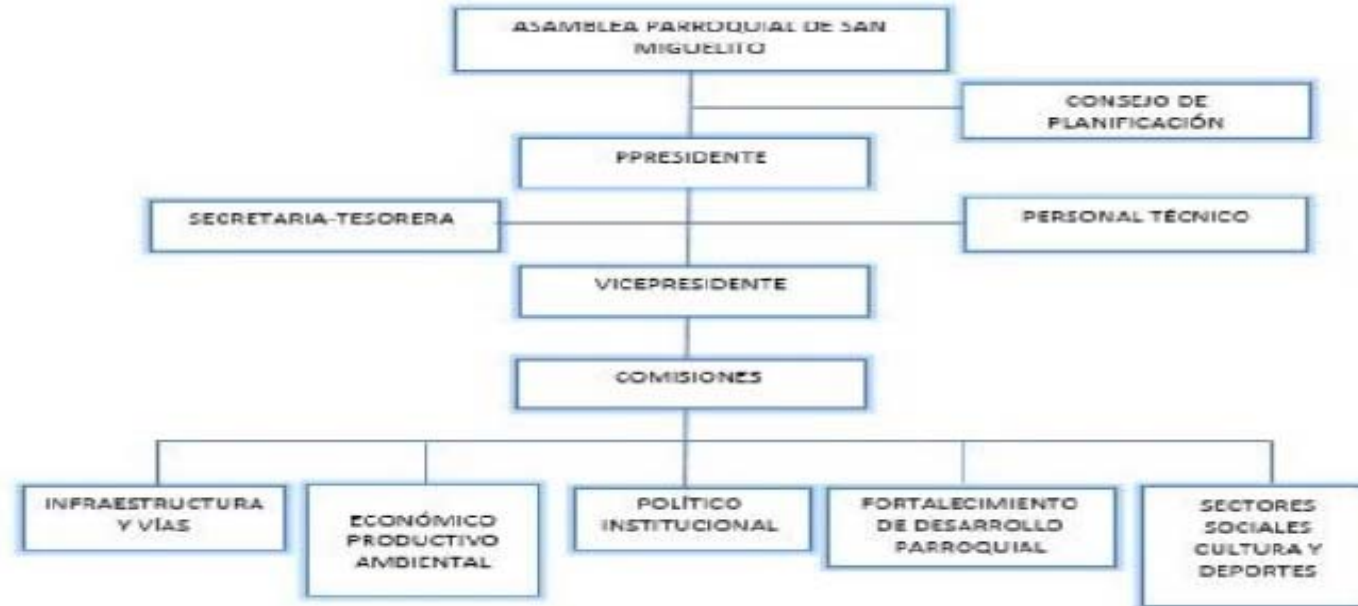 ASAMBLEA PARROQUIAL DE SAN
MIGUELITO
CONSEJO DE
PLANIFICACIÓN
PPRESIDENTE
SECRETARIA-TESORERA
PERSONAL TÉCNICO
VICEPRESIDENTE
COMISIONES
INFRAESTRUCTURA
Y VÍAS
ECONÓMICO
PRODUCTIVO
AMBIENTAL
POLÍTICO
INSTITUCIONAL
FORTALECIMIENTO
DE DESARROLLO
PARROQUIAL
SECTORES
SOCIALES
CULTURA Y
DEPORTES